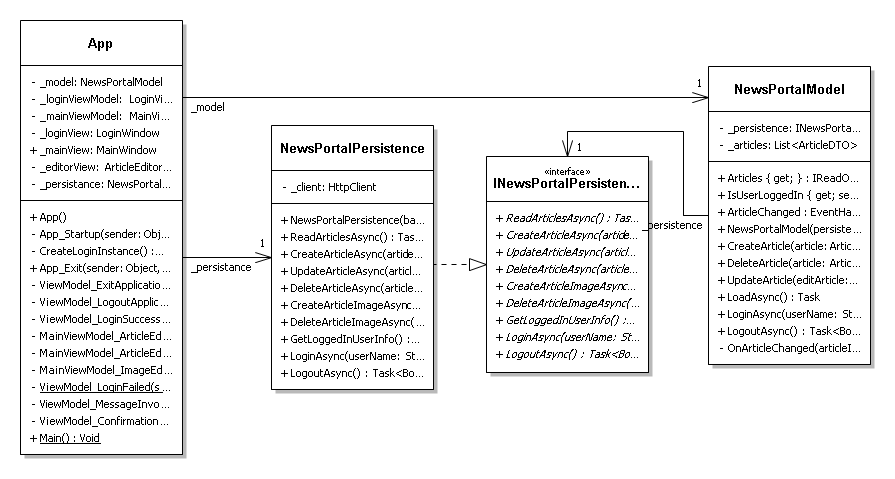 App
- _model: NewsPortalModel
- _loginViewModel: LoginVi...
- _mainViewModel: MainVi...
- _loginView: LoginWindow
+ _mainView: MainWindow
- _editorView: ArticleEditor...
- _persistance: NewsPortal...
+ App()
- App_Startup(sender: Obj...
- CreateLoginInstance() :...
+ App_Exit(sender: Object, ...
- ViewModel_ExitApplicatio...
- ViewModel_LogoutApplic...
- ViewModel_LoginSuccess...
- MainViewModel_ArticleEd...
- MainViewModel_ArticleEd...
- MainViewModel_ImageEd...
- ViewModel_LoginFailed(s...
- ViewModel_MessageInvo...
- ViewModel_Confirmation...
+ Main() : Void
_model
1
_persistance
1
NewsPortalPersistence
- _client: HttpClient
+ NewsPortalPersistence(ba...
+ ReadArticlesAsync() : Tas...
+ CreateArticleAsync(article...
+ UpdateArticleAsync(articl...
+ DeleteArticleAsync(article...
+ CreateArticleImageAsync...
+ DeleteArticleImageAsync(...
+ GetLoggedInUserInfo() :...
+ LoginAsync(userName: St...
+ LogoutAsync() : Task<Bo...
1
«interface»
INewsPortalPersisten...
+ ReadArticlesAsync() : Tas...
+ CreateArticleAsync(article...
+ UpdateArticleAsync(articl...
+ DeleteArticleAsync(article...
+ CreateArticleImageAsync...
+ DeleteArticleImageAsync(...
+ GetLoggedInUserInfo() :...
+ LoginAsync(userName: St...
+ LogoutAsync() : Task<Bo...
_persistence
NewsPortalModel
- _persistence: INewsPorta...
- _articles: List<ArticleDTO>
+ Articles { get; } : IReadO...
+ IsUserLoggedIn { get; se...
+ ArticleChanged : EventHa...
+ NewsPortalModel(persiste...
+ CreateArticle(article: Artic...
+ DeleteArticle(article: Artic...
+ UpdateArticle(editArticle:...
+ LoadAsync() : Task
+ LoginAsync(userName: St...
+ LogoutAsync() : Task<Bo...
- OnArticleChanged(articleI...